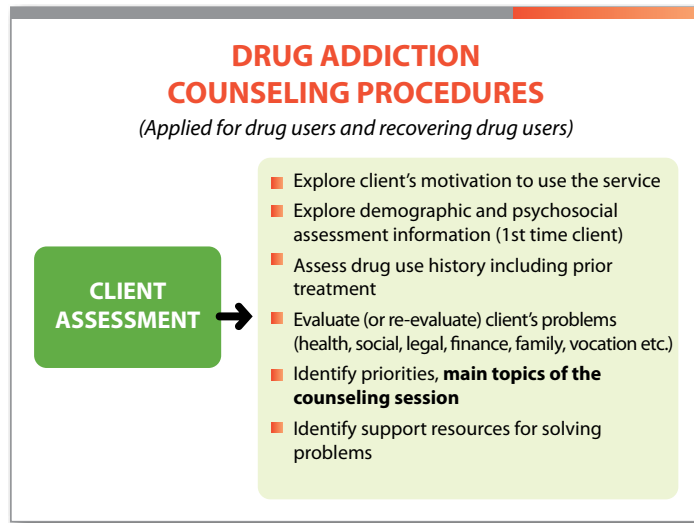 DRUG ADDICTION
COUNSELING PROCEDURES
(Applied for drug users and recovering drug users)
CLIENT
ASSESSMENT
Explore client’s motivation to use the service
Explore demographic and psychosocial
assessment information (1st time client)
Assess drug use history including prior
treatment
Evaluate (or re-evaluate) client’s problems
(health, social, legal, finance, family, vocation etc.)
Identify priorities, main topics of the
counseling session
Identify support resources for solving
problems